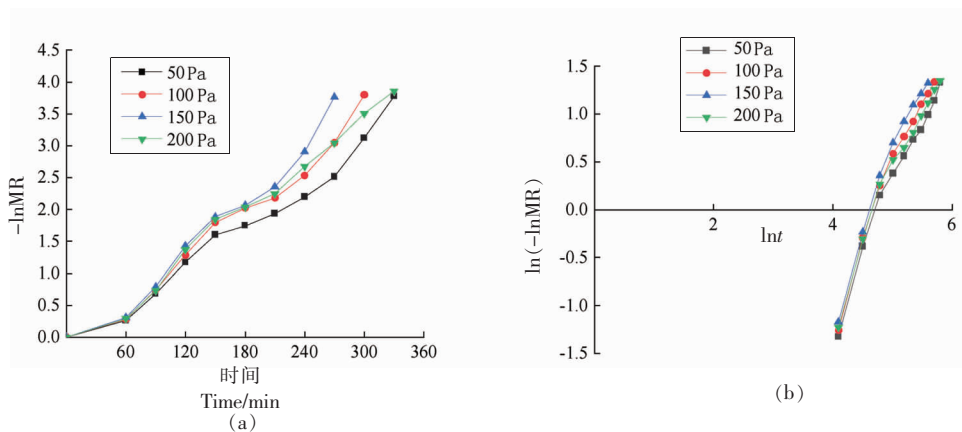 4.5
4.0
3.5
3.0
2.5
2.0
1.5
1.0
0.5
0.0
-lnMR
50 Pa
100 Pa
150 Pa
200 Pa
60 120 180 240 300 360
时间
Time/min
(a)
1.5
1.0
0.5
0.0
-0.5
-1.0
-1.5
ln(-lnMR)
50 Pa
100 Pa
150 Pa
200 Pa
2 4 6
lnt
(b)